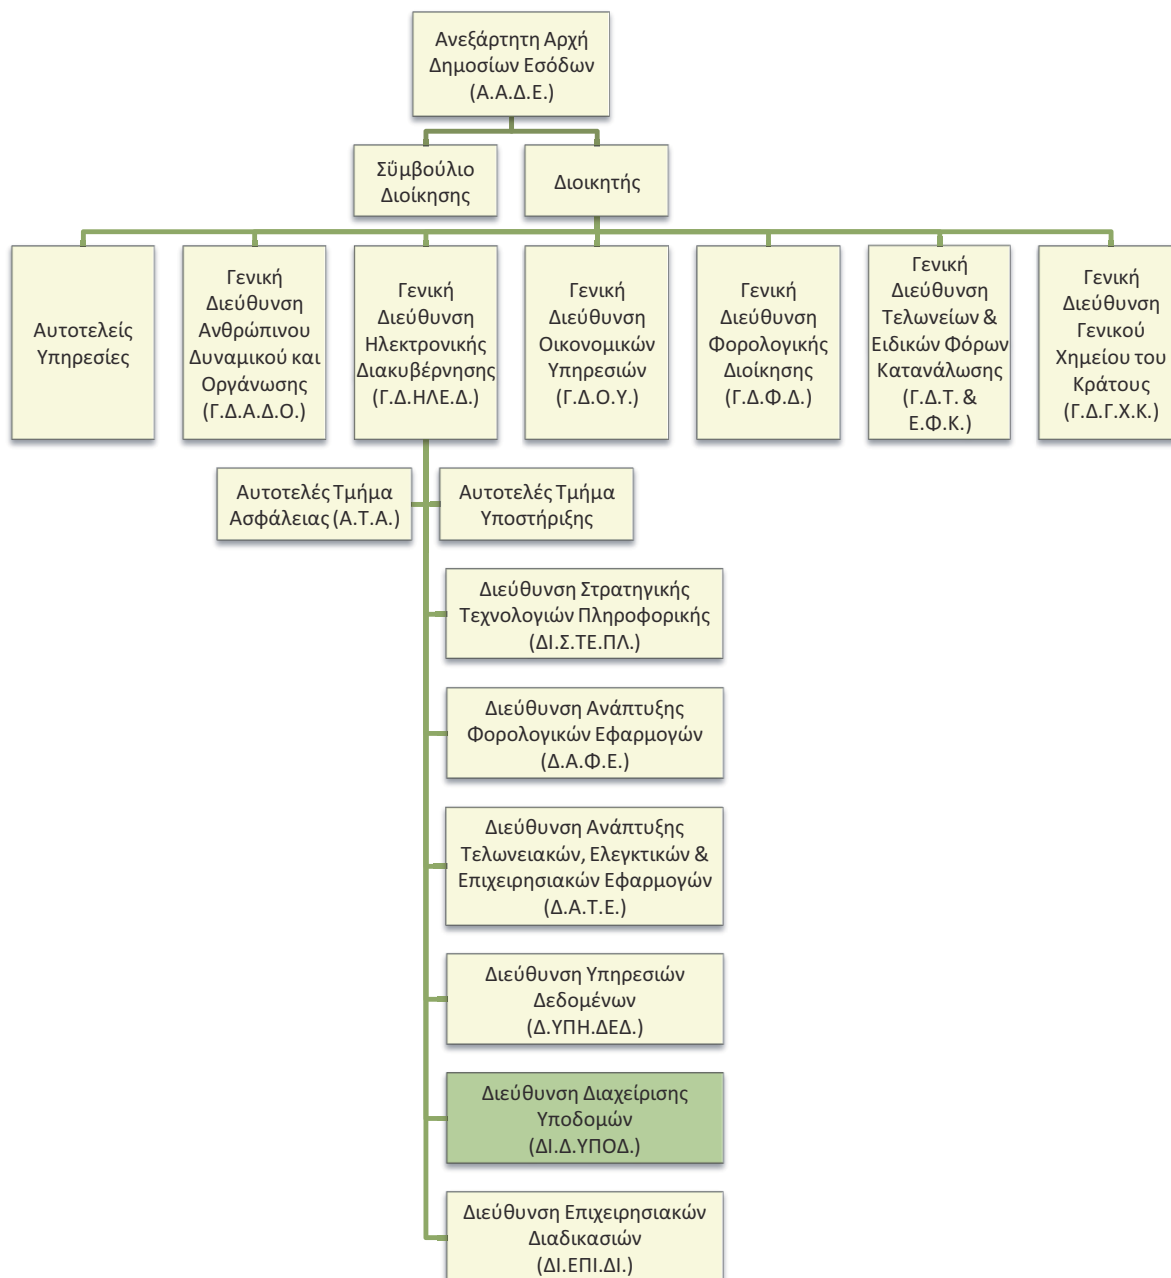 Ανεξάρτητη Αρχή
Δημοσίων Εσόδων
(Α.Α.Δ.Ε.)
Σΰμβούλιο
Διοίκησης
Διοικητής
Αυτοτελείς
Υπηρεσίες
Γενική
Διεύθυνση
Ανθρώπινου
Δυναμικού και
Οργάνωσης
(Γ.Δ.Α.Δ.Ο.)
Γενική
Διεύθυνση
Ηλεκτρονικής
Διακυβέρνησης
(Γ.Δ.ΗΛΕ.Δ.)
Γενική
Διεύθυνση
Οικονομικών
Υπηρεσιών
(Γ.Δ.Ο.Υ.)
Γενική
Διεύθυνση
Φορολογικής
Διοίκησης
(Γ.Δ.Φ.Δ.)
Γενική
Διεύθυνση
Τελωνείων &
Ειδικών Φόρων
Κατανάλωσης
(Γ.Δ.Τ. &
Ε.Φ.Κ.)
Γενική
Διεύθυνση
Γενικού
Χημείου του
Κράτους
(Γ.Δ.Γ.Χ.Κ.)
Αυτοτελές Τμήμα
Ασφάλειας (Α.Τ.Α.)
Αυτοτελές Τμήμα
Υποστήριξης
Διεύθυνση Στρατηγικής
Τεχνολογιών Πληροφορικής
(ΔΙ.Σ.ΤΕ.ΠΛ.)
Διεύθυνση Ανάπτυξης
Φορολογικών Εφαρμογών
(Δ.Α.Φ.Ε.)
Διεύθυνση Ανάπτυξης
Τελωνειακών, Ελεγκτικών &
Επιχειρησιακών Εφαρμογών
(Δ.Α.Τ.Ε.)
Διεύθυνση Υπηρεσιών
Δεδομένων
(Δ.ΥΠΗ.ΔΕΔ.)
Διεύθυνση Διαχείρισης
Υποδομών
(ΔΙ.Δ.ΥΠΟΔ.)
Διεύθυνση Επιχειρησιακών
Διαδικασιών
(ΔΙ.ΕΠΙ.ΔΙ.)